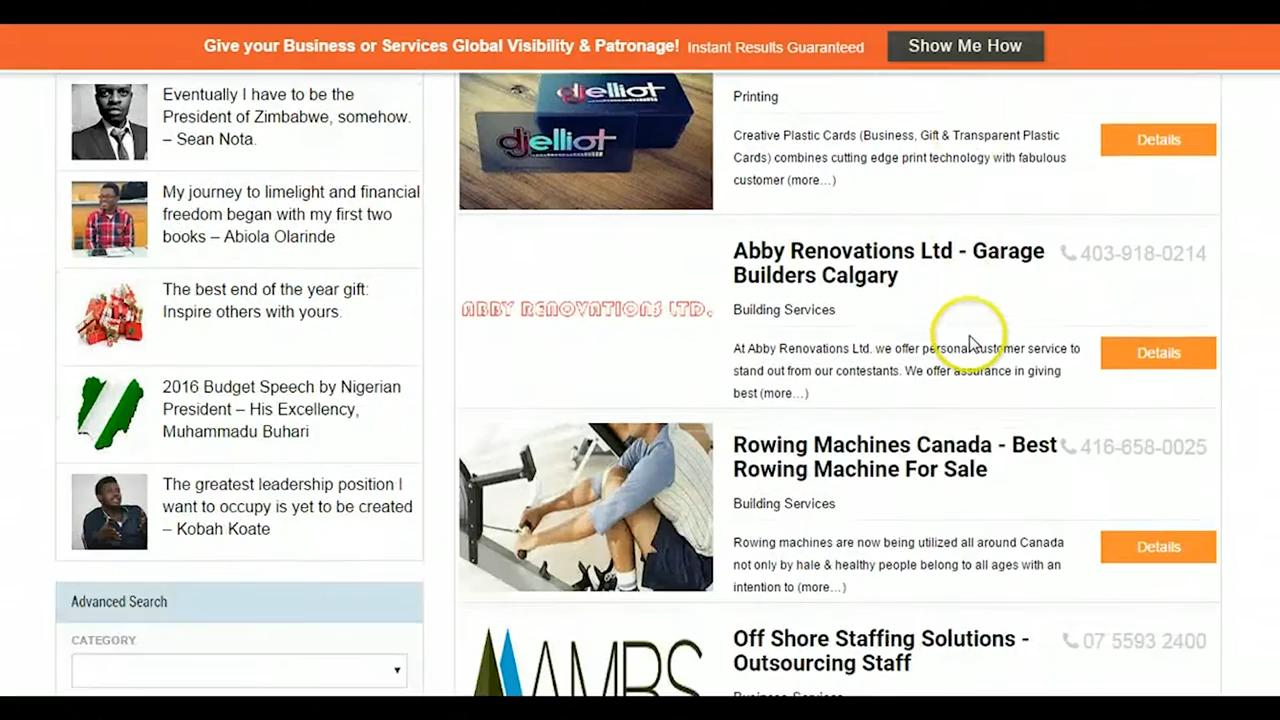 Give your Business or Services Global Visibility & Patronage! Instant Results Guaranteed Show Me How
Eventually I have to be the
President of Zimbabwe, somehow.
– Sean Nota.
My journey to limelight and financial
freedom began with my first two
books – Abiola Olarinde
The best end of the year gift:
Inspire others with yours.
2016 Budget Speech by Nigerian
President – His Excellency,
Muhammadu Buhari
The greatest leadership position I
want to occupy is yet to be created
– Kobah Koate
Advanced Search
CATEGORY
djelliot
djelliot
Printing
Creative Plastic Cards (Business, Gift & Transparent Plastic
Cards) combines cutting edge print technology with fabulous
customer (more...)
Details
ABBY RENOVATIONS LTD.
Abby Renovations Ltd - Garage
Builders Calgary
403-918-0214
Building Services
At Abby Renovations Ltd. we offer personal customer service to
stand out from our contestants. We offer assurance in giving
best (more...)
Details
Rowing Machines Canada - Best
Rowing Machine For Sale
416-658-0025
Building Services
Rowing machines are now being utilized all around Canada
not only by hale & healthy people belong to all ages with an
intention to (more...)
Details
AMBS
Off Shore Staffing Solutions -
Outsourcing Staff
07 5593 2400
Business Services